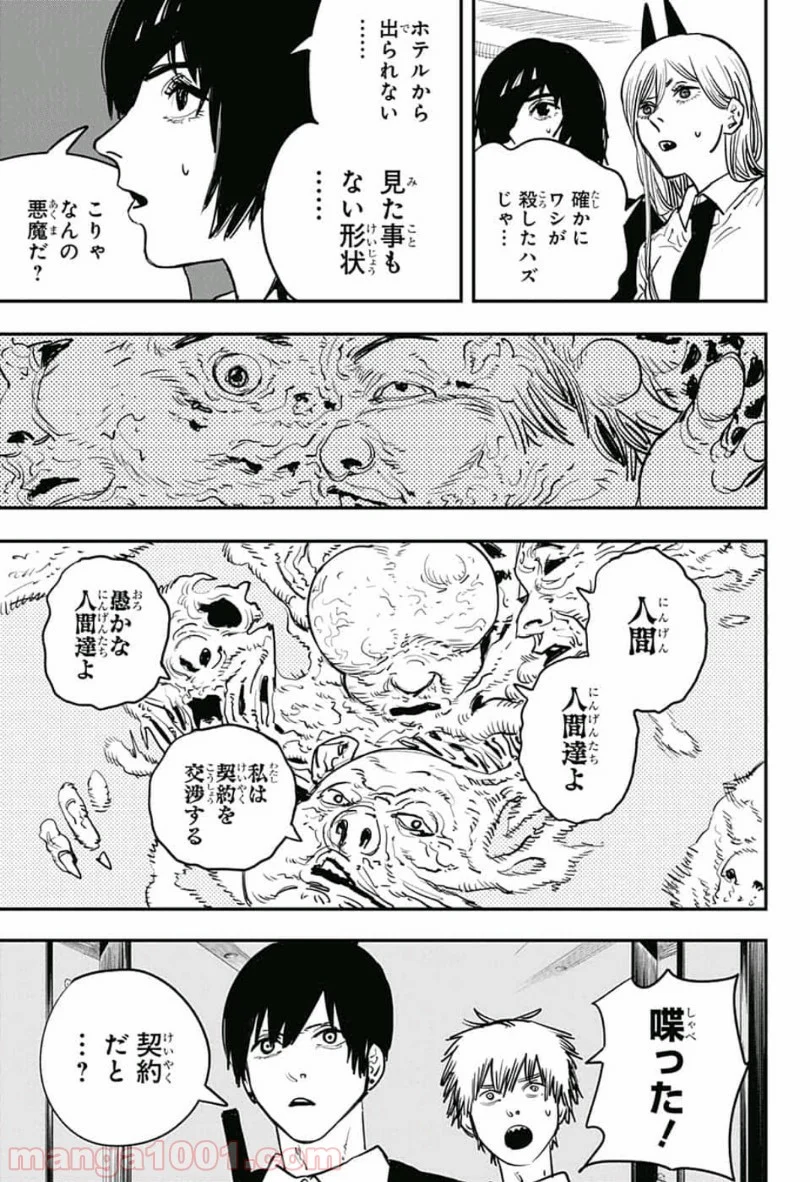 確かに
ワシが
殺したハズ
じゃ…
ホテルから
出られない
……
見た事も
ない形状
……
こりゃ
なんの
悪魔だ?
人間
人間達よ
愚かな
人間達よ
私は
契約を
交渉する
喋った!
契約
だと
…?
manga1001.com